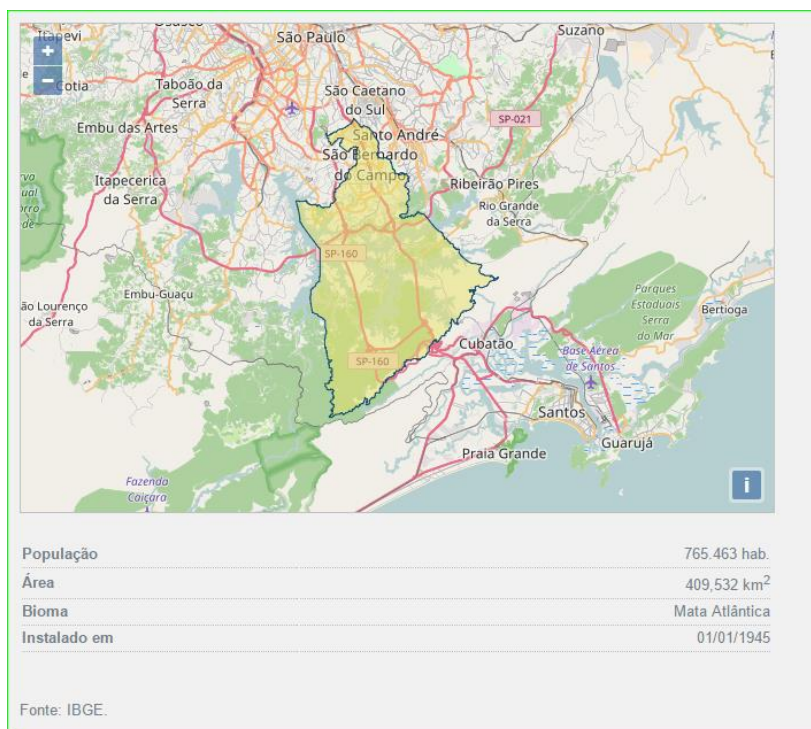 Osasco
Itapevi
São Paulo
Suzano
+
−
Cotia
Taboão da
Serra
São Caetano
do Sul
SP-021
Embu das Artes
Santo André
São Bernardo
do Campo
Itapecerica
da Serra
Ribeirão Pires
Rio Grande
da Serra
SP-160
Embu-Guaçu
ão Lourenço
da Serra
Parques
Estaduais
Serra
do Mar
Bertioga
Cubatão
Base Aérea
de Santos
SP-160
Santos
Guarujá
Praia Grande
Fazenda
Caiçara
i
População 765.463 hab.
Área 409,532 km²
Bioma Mata Atlântica
Instalado em 01/01/1945
Fonte: IBGE.